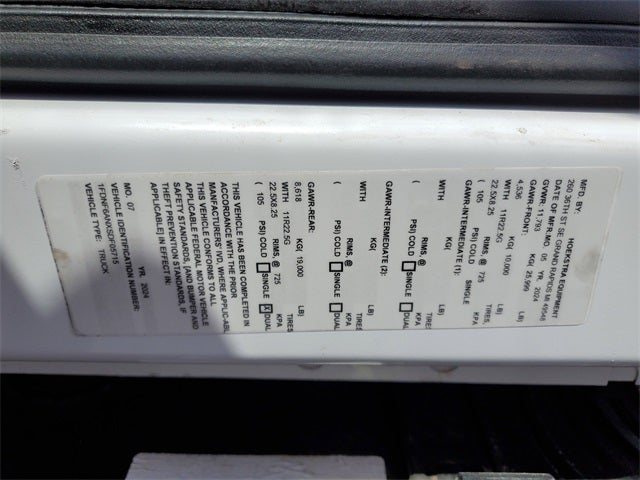 MFD. BY: HOEKSTRA EQUIPMENT
260 36TH ST SE GRAND RAPIDS MI 49548
DATE OF MFR:MO. 05 YR. 2024
GVWR: 11,793 KG( 25,999 LB)
GAWR-FRONT:
4,536 KG( 10,000 LB)
WITH 11R22.5G TIRES,
22.5X8.25 RIMS, @ 725 KPA
( 105 PSI) COLD SINGLE
GAWR-INTERMEDIATE (1):
KG( LB)
WITH TIRES
RIMS, @ KPA
( PSI) COLD SINGLE DUAL
GAWR-INTERMEDIATE (2):
KG( LB)
WITH TIRES
RIMS, @ KPA
( PSI) COLD SINGLE DUAL
GAWR-REAR:
8,618 KG( 19,000 LB)
WITH 11R22.5G TIRES
22.5X8.25 RIMS, @ 725 KPA
( 105 PSI) COLD SINGLE X DUAL
THIS VEHICLE HAS BEEN COMPLETED IN
ACCORDANCE WITH THE PRIOR
MANUFACTURERS' IVD, WHERE APPLIC-ABLE.
THIS VEHICLE CONFORMS TO ALL
APPLICABLE FEDERAL MOTOR VEHICLE
SAFETY STANDARDS, [AND BUMPER AND
THEFT PREVENTION STANDARDS, IF
APPLICABLE] IN EFFECT IN:
MO. 07 YR. 2024
VEHICLE IDENTIFICATION NUMBER:
1FDNF6ANXSDF05715
VEHICLE TYPE: TRUCK